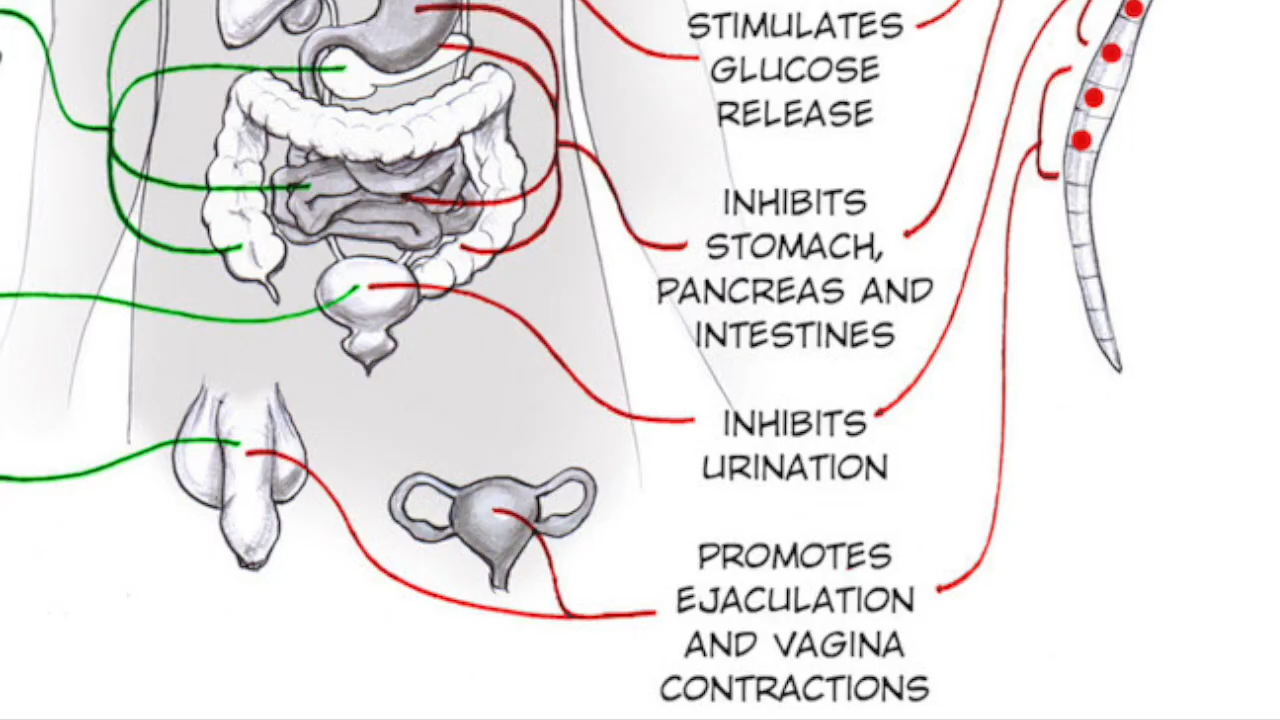 STIMULATES
GLUCOSE
RELEASE
INHIBITS
STOMACH,
PANCREAS AND
INTESTINES
INHIBITS
URINATION
PROMOTES
EJACULATION
AND VAGINA
CONTRACTIONS